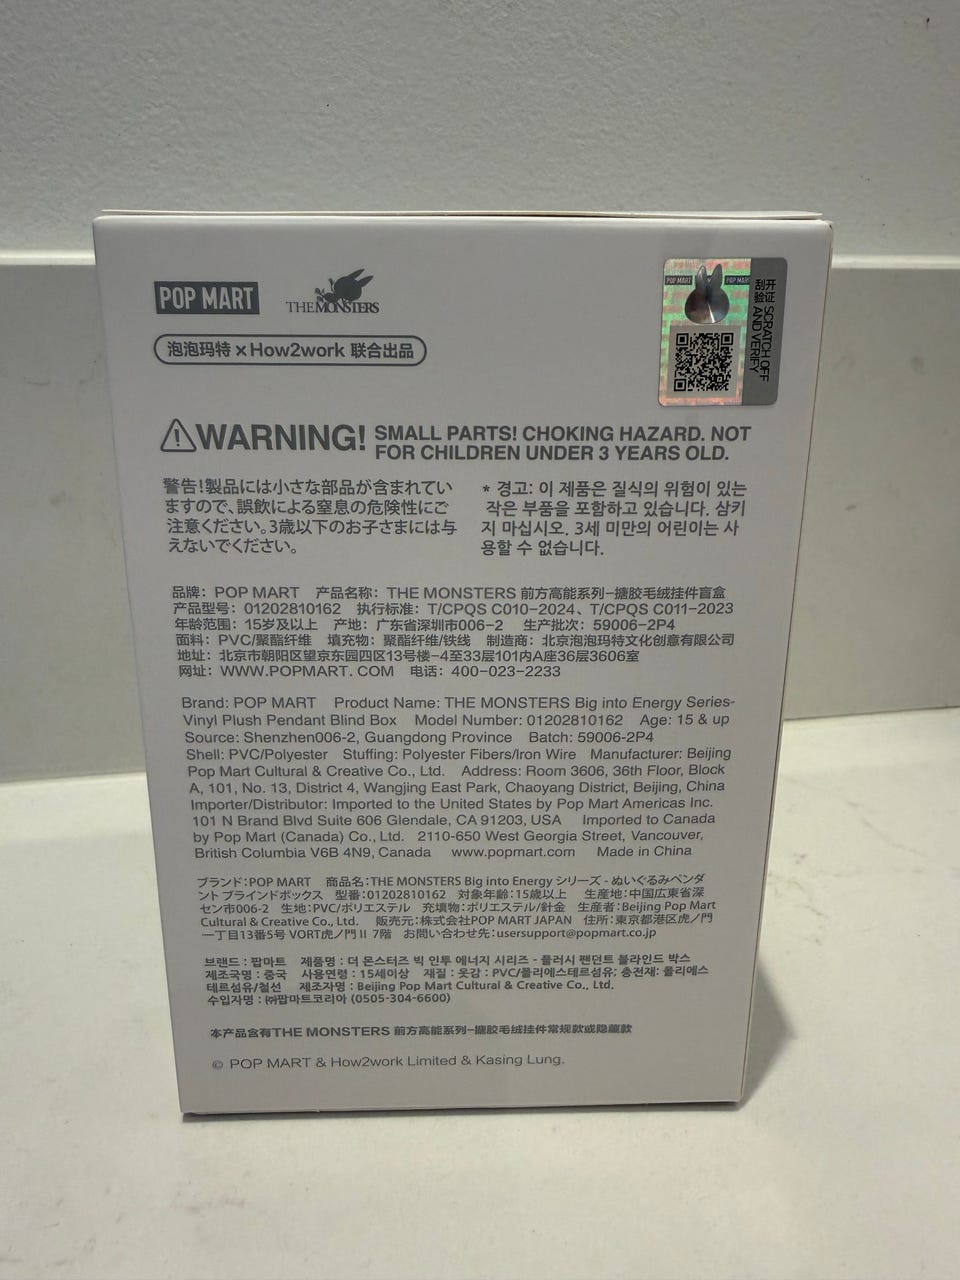 POP MART
THE MONSTERS
泡泡玛特×How2work 联合出品
POP MART
POP MART
刮开
验证 SCRATCH OFF
AND VERIFY
WARNING! SMALL PARTS! CHOKING HAZARD. NOT
FOR CHILDREN UNDER 3 YEARS OLD.
警告!製品には小さな部品が含まれてい
ますので、誤飲による窒息の危険性にご
注意ください。3歳以下のお子さまには与
えないでください。
* 경고: 이 제품은 질식의 위험이 있는
작은 부품을 포함하고 있습니다. 삼키
지 마십시오. 3세 미만의 어린이는 사
용할 수 없습니다.
品牌：POP MART 产品名称：THE MONSTERS 前方高能系列-搪胶毛绒挂件盲盒
产品型号：01202810162 执行标准：T/CPQS C010-2024、T/CPQS C011-2023
年龄范围：15岁及以上 产地：广东省深圳市006-2 生产批次：59006-2P4
面料：PVC/聚酯纤维 填充物：聚酯纤维/铁线 制造商：北京泡泡玛特文化创意有限公司
地址：北京市朝阳区望京东园四区13号楼-4至33层101内A座36层3606室
网址：WWW.POPMART. COM 电话：400-023-2233
Brand: POP MART Product Name: THE MONSTERS Big into Energy Series-
Vinyl Plush Pendant Blind Box Model Number: 01202810162 Age: 15 & up
Source: Shenzhen006-2, Guangdong Province Batch: 59006-2P4
Shell: PVC/Polyester Stuffing: Polyester Fibers/Iron Wire Manufacturer: Beijing
Pop Mart Cultural & Creative Co., Ltd. Address: Room 3606, 36th Floor, Block
A, 101, No. 13, District 4, Wangjing East Park, Chaoyang District, Beijing, China
Importer/Distributor: Imported to the United States by Pop Mart Americas Inc.
101 N Brand Blvd Suite 606 Glendale, CA 91203, USA Imported to Canada
by Pop Mart (Canada) Co., Ltd. 2110-650 West Georgia Street, Vancouver,
British Columbia V6B 4N9, Canada www.popmart.com Made in China
ブランド：POP MART 商品名：THE MONSTERS Big into Energy シリーズ - ぬいぐるみペンダ
ント ブラインドボックス 型番：01202810162 対象年齢：15歳以上 生産地：中国広東省深
セン市006-2 生地：PVC/ポリエステル 充填物：ポリエステル/針金 生産者：Beijing Pop Mart
Cultural & Creative Co., Ltd. 販売元：株式会社POP MART JAPAN 住所：東京都港区虎ノ門
一丁目13番5号 VORT虎ノ門Ⅱ 7階 お問い合わせ先：usersupport@popmart.co.jp
브랜드 : 팝마트 제품명 : 더 몬스터즈 빅 인투 에너지 시리즈 - 플러시 펜던트 블라인드 박스
제조국명 : 중국 사용연령 : 15세이상 재질 : 옷감 : PVC/폴리에스테르섬유; 충전재: 폴리에스
테르섬유/철선 제조자명 : Beijing Pop Mart Cultural & Creative Co., Ltd.
수입자명 : ㈜팝마트코리아 (0505-304-6600)
本产品含有THE MONSTERS 前方高能系列-搪胶毛绒挂件常规款或隐藏款
© POP MART & How2work Limited & Kasing Lung.